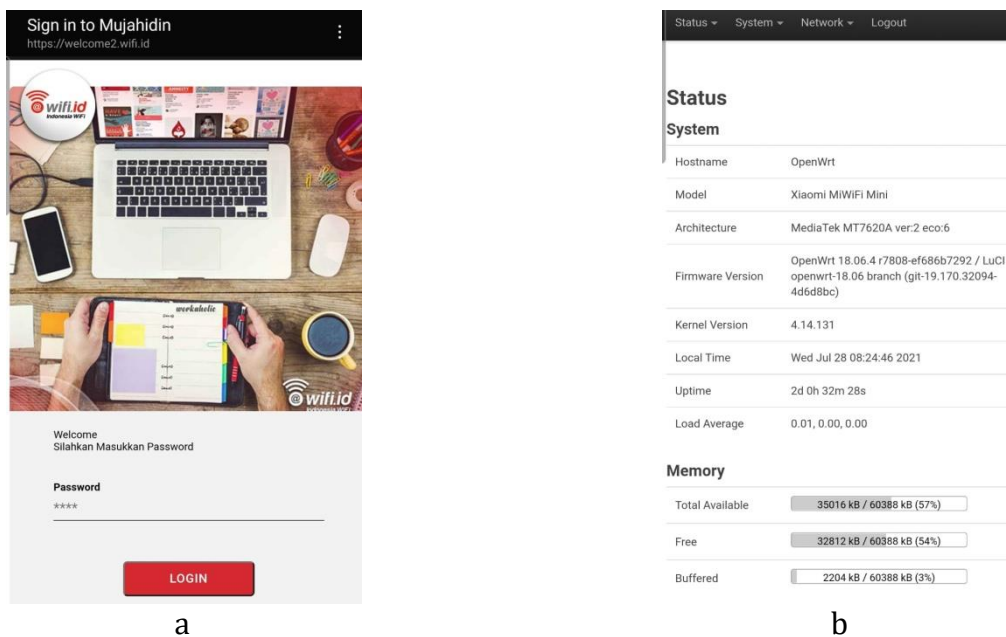 Sign in to Mujahidin
https://welcome2.wifi.id
wifi.id
Indonesia WiFi
workaholic
wifi.id
Indonesia WiFi
Welcome
Silahkan Masukkan Password
Password
****
LOGIN
a
Status System Network Logout
Status
System
Hostname OpenWrt
Model Xiaomi MiWiFi Mini
Architecture MediaTek MT7620A ver:2 eco:6
Firmware Version OpenWrt 18.06.4 r7808-ef686b7292 / LuCI
openwrt-18.06 branch (git-19.170.32094-
4d6d8bc)
Kernel Version 4.14.131
Local Time Wed Jul 28 08:24:46 2021
Uptime 2d 0h 32m 28s
Load Average 0.01, 0.00, 0.00
Memory
Total Available 35016 kB / 60388 kB (57%)
Free 32812 kB / 60388 kB (54%)
Buffered 2204 kB / 60388 kB (3%)
b